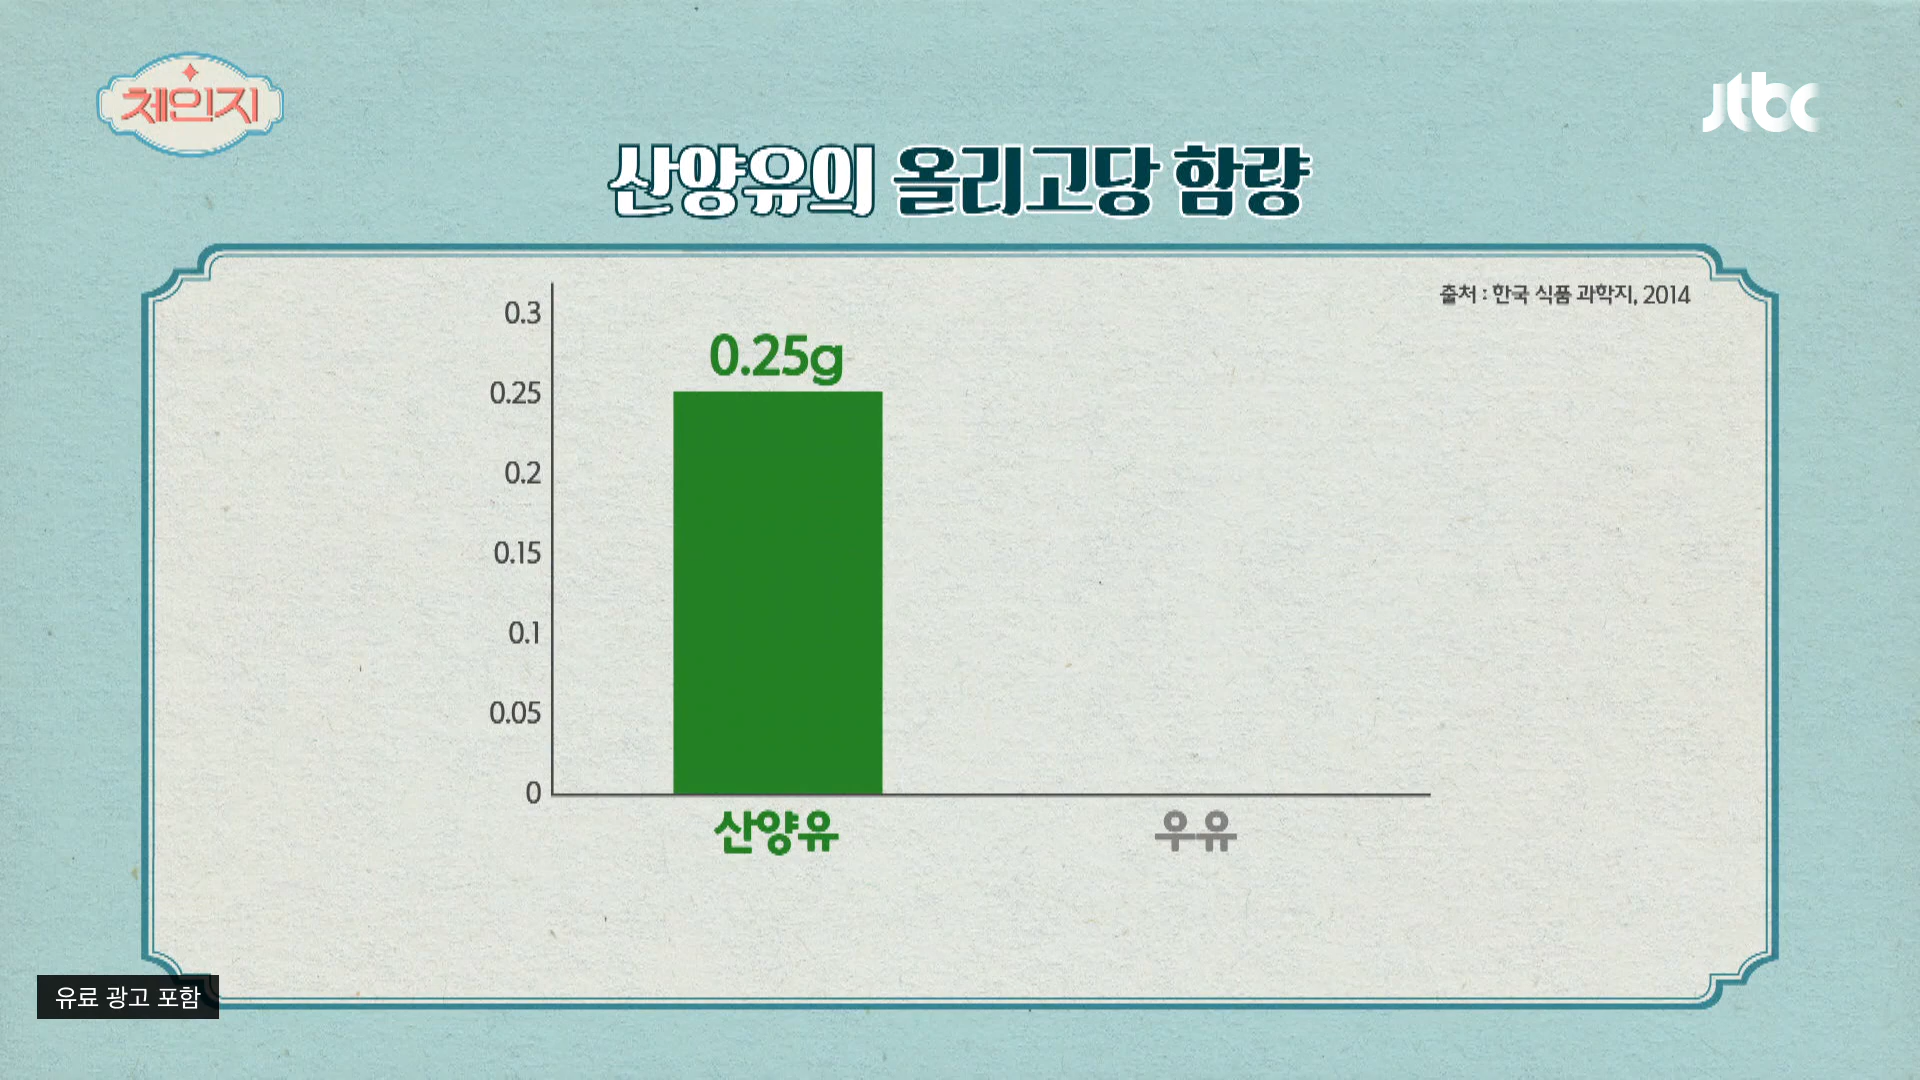 체인지
jtbc
산양유의 올리고당 함량
출처 : 한국 식품 과학지, 2014
0.3
0.25g
0.25
0.2
0.15
0.1
0.05
0
산양유
우유
유료 광고 포함